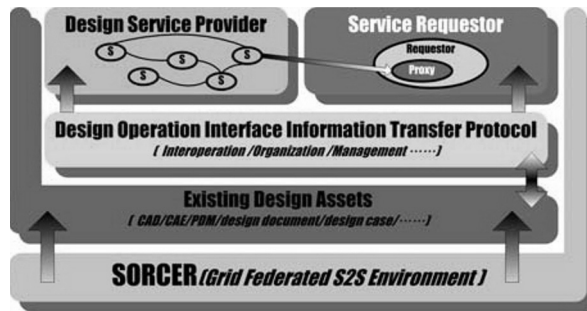 Design Service Provider
S
S
S
S
S
Service Requestor
Requestor
Proxy
Design Operation Interface Information Transfer Protocol
( Interoperation /Organization /Management ······)
Existing Design Assets
( CAD/CAE/PDM/design document/design case/······)
SORCER(Grid Federated S2S Environment )